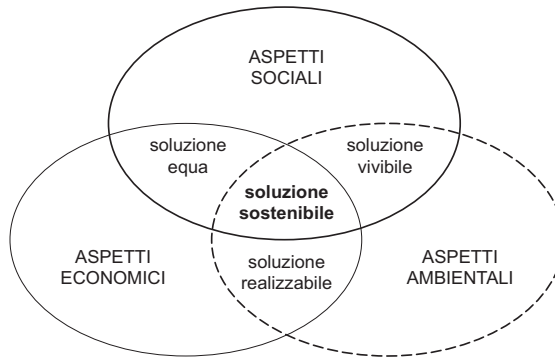 ASPETTI
SOCIALI
soluzione
equa
soluzione
vivibile
soluzione
sostenibile
ASPETTI
ECONOMICI
soluzione
realizzabile
ASPETTI
AMBIENTALI